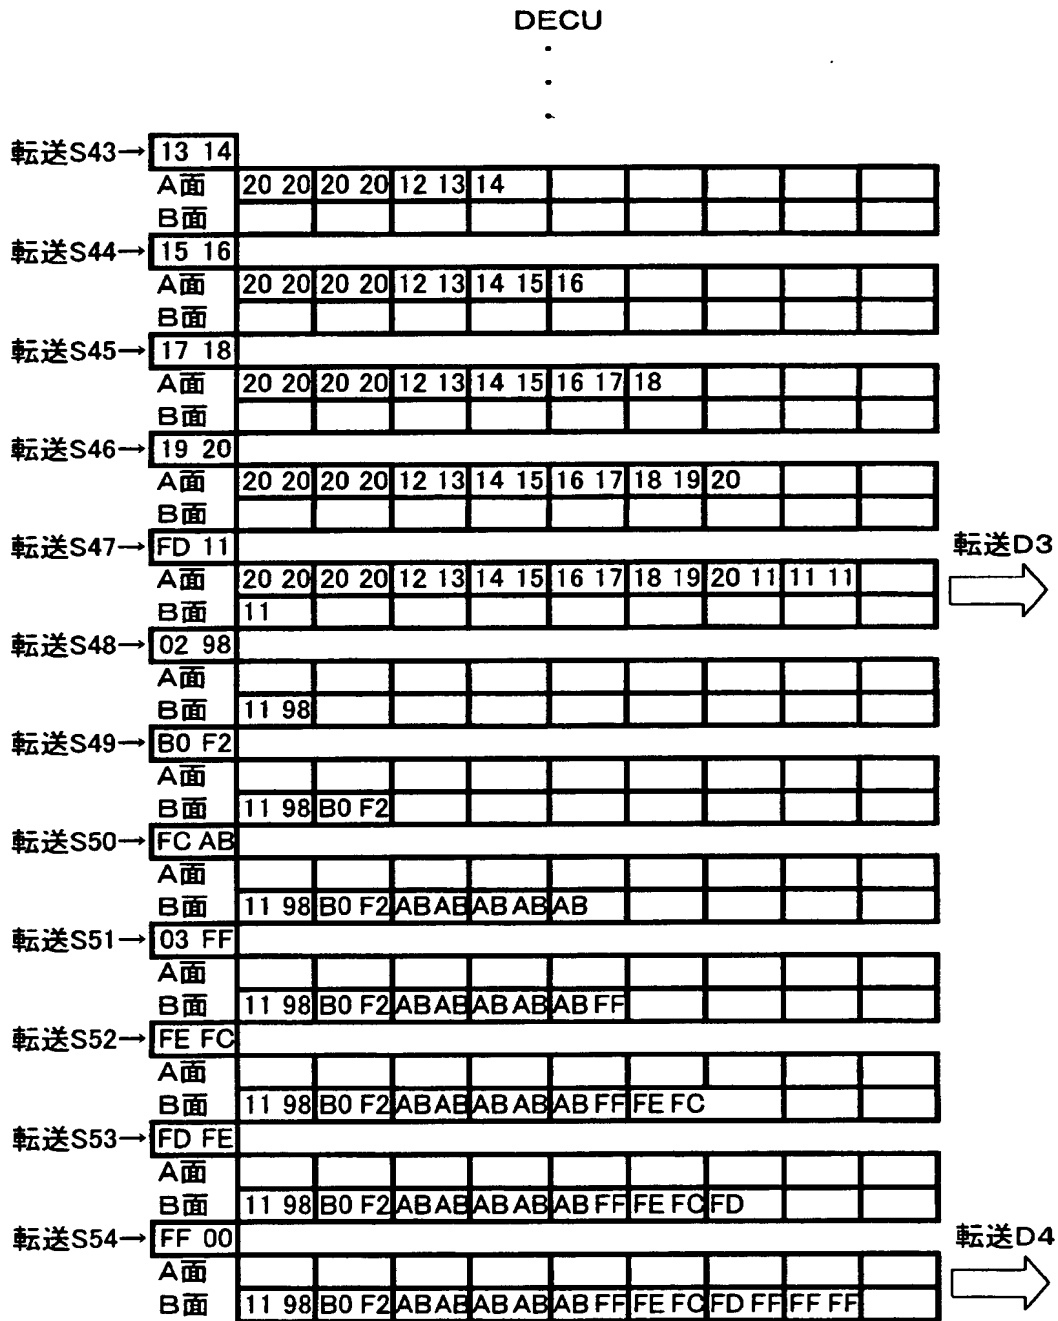 DECU
転送S43→ 13 14
A面 20 20 20 20 12 13 14
B面
転送S44→ 15 16
A面 20 20 20 20 12 13 14 15 16
B面
転送S45→ 17 18
A面 20 20 20 20 12 13 14 15 16 17 18
B面
転送S46→ 19 20
A面 20 20 20 20 12 13 14 15 16 17 18 19 20
B面
転送S47→ FD 11 転送D3
A面 20 20 20 20 12 13 14 15 16 17 18 19 20 11 11 11
B面 11
転送S48→ 02 98
A面
B面 11 98
転送S49→ B0 F2
A面
B面 11 98 B0 F2
転送S50→ FC AB
A面
B面 11 98 B0 F2 AB AB AB AB AB
転送S51→ 03 FF
A面
B面 11 98 B0 F2 AB AB AB AB AB FF
転送S52→ FE FC
A面
B面 11 98 B0 F2 AB AB AB AB AB FF FE FC
転送S53→ FD FE
A面
B面 11 98 B0 F2 AB AB AB AB AB FF FE FC FD
転送S54→ FF 00 転送D4
A面
B面 11 98 B0 F2 AB AB AB AB AB FF FE FC FD FF FF FF